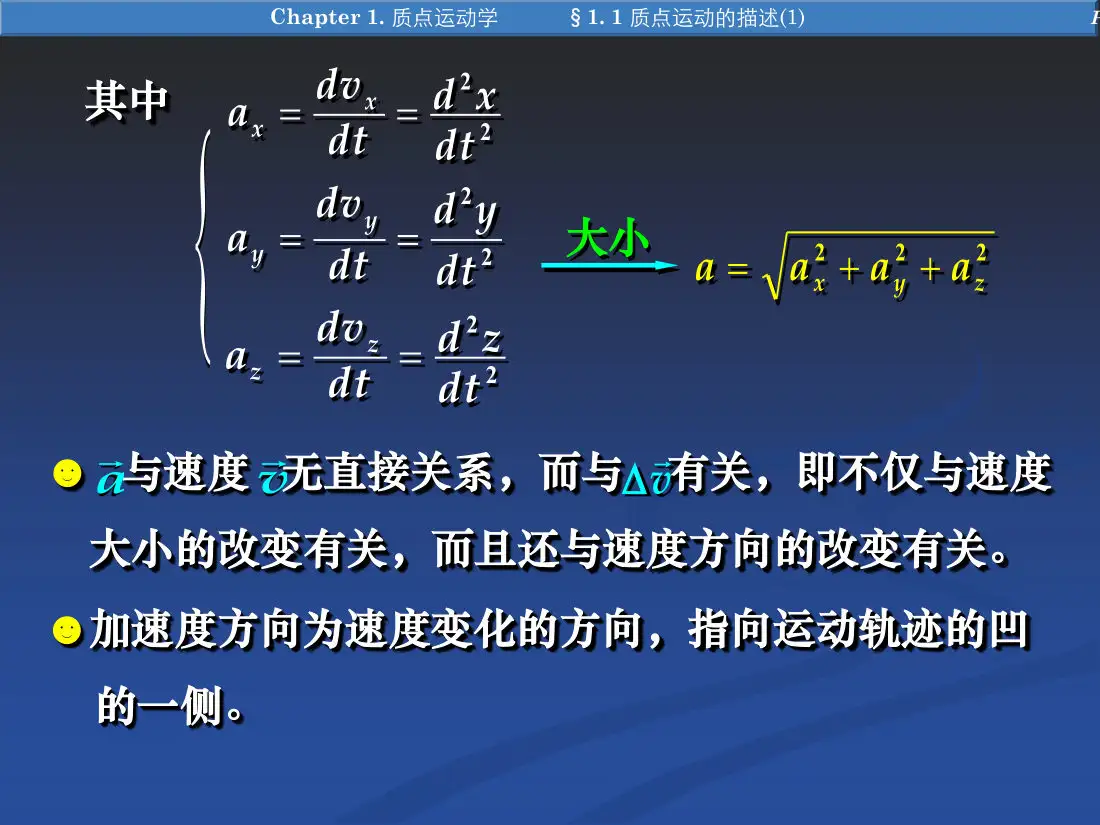 Chapter 1. 质点运动学 §1. 1 质点运动的描述(1)
其中
a_x = dv_x/dt = d²x/dt²
a_y = dv_y/dt = d²y/dt²
大小
a = √(a_x² + a_y² + a_z²)
a_z = dv_z/dt = d²z/dt²
a⃗与速度v⃗无直接关系，而与Δv⃗有关，即不仅与速度
大小的改变有关，而且还与速度方向的改变有关。
加速度方向为速度变化的方向，指向运动轨迹的凹
的一侧。